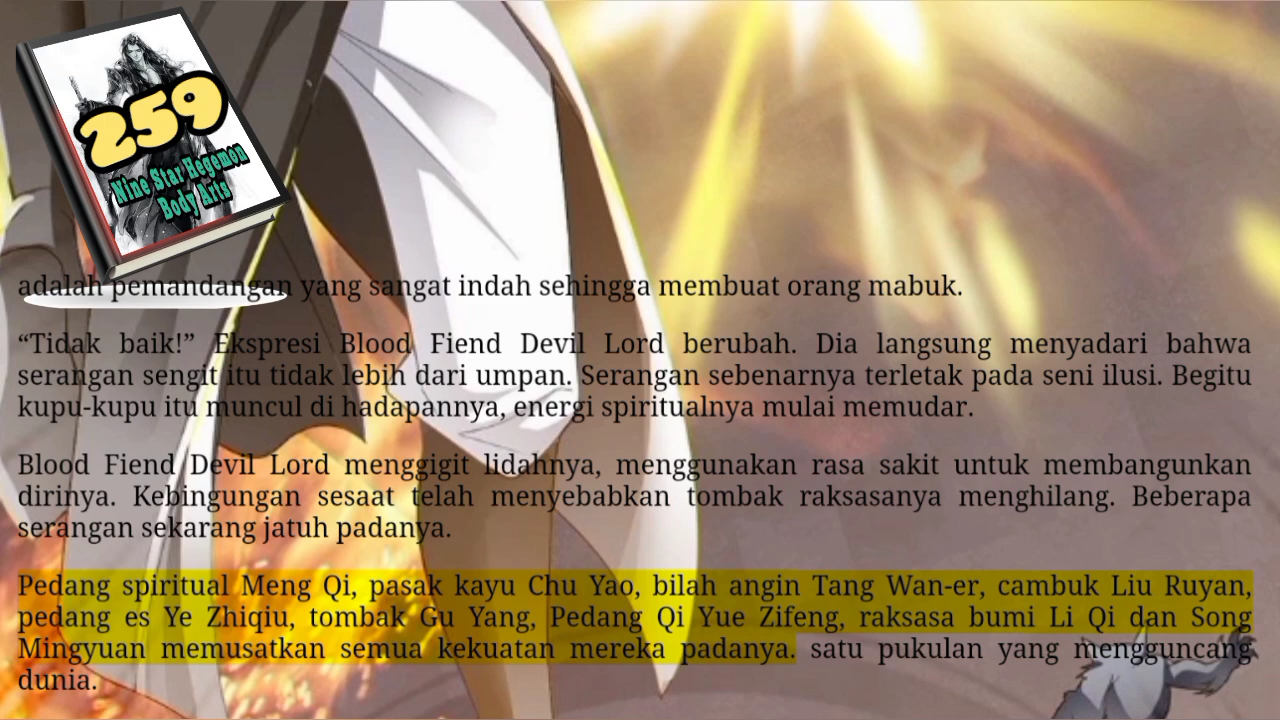 259
Nine Star Hegemon
Body Arts
adalah pemandangan yang sangat indah sehingga membuat orang mabuk.
“Tidak baik!” Ekspresi Blood Fiend Devil Lord berubah. Dia langsung menyadari bahwa
serangan sengit itu tidak lebih dari umpan. Serangan sebenarnya terletak pada seni ilusi. Begitu
kupu-kupu itu muncul di hadapannya, energi spiritualnya mulai memudar.
Blood Fiend Devil Lord menggigit lidahnya, menggunakan rasa sakit untuk membangunkan
dirinya. Kebingungan sesaat telah menyebabkan tombak raksasanya menghilang. Beberapa
serangan sekarang jatuh padanya.
Pedang spiritual Meng Qi, pasak kayu Chu Yao, bilah angin Tang Wan-er, cambuk Liu Ruyan,
pedang es Ye Zhiqiu, tombak Gu Yang, Pedang Qi Yue Zifeng, raksasa bumi Li Qi dan Song
Mingyuan memusatkan semua kekuatan mereka padanya. satu pukulan yang mengguncang
dunia.